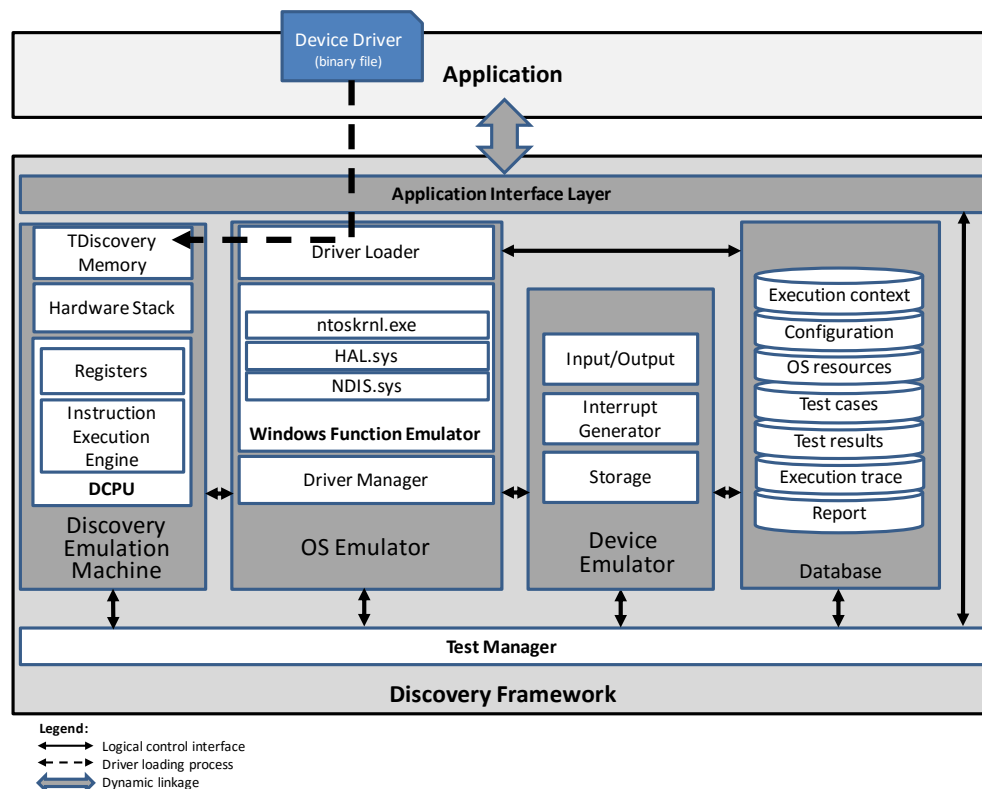 Device Driver
(binary file)
Application
Application Interface Layer
TDiscovery
Memory
Hardware Stack
Registers
Instruction
Execution
Engine
DCPU
Discovery
Emulation
Machine
Driver Loader
ntoskrnl.exe
HAL.sys
NDIS.sys
Windows Function Emulator
Driver Manager
OS Emulator
Input/Output
Interrupt
Generator
Storage
Device
Emulator
Execution context
Configuration
OS resources
Test cases
Test results
Execution trace
Report
Database
Test Manager
Discovery Framework
Legend:
Logical control interface
Driver loading process
Dynamic linkage